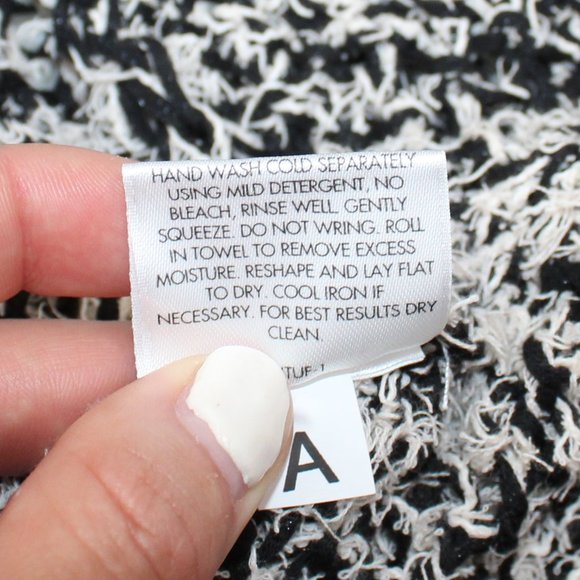 HAND WASH COLD SEPARATELY
USING MILD DETERGENT, NO
BLEACH, RINSE WELL. GENTLY
SQUEEZE. DO NOT WRING. ROLL
IN TOWEL TO REMOVE EXCESS
MOISTURE. RESHAPE AND LAY FLAT
TO DRY. COOL IRON IF
NECESSARY. FOR BEST RESULTS DRY
CLEAN.
A